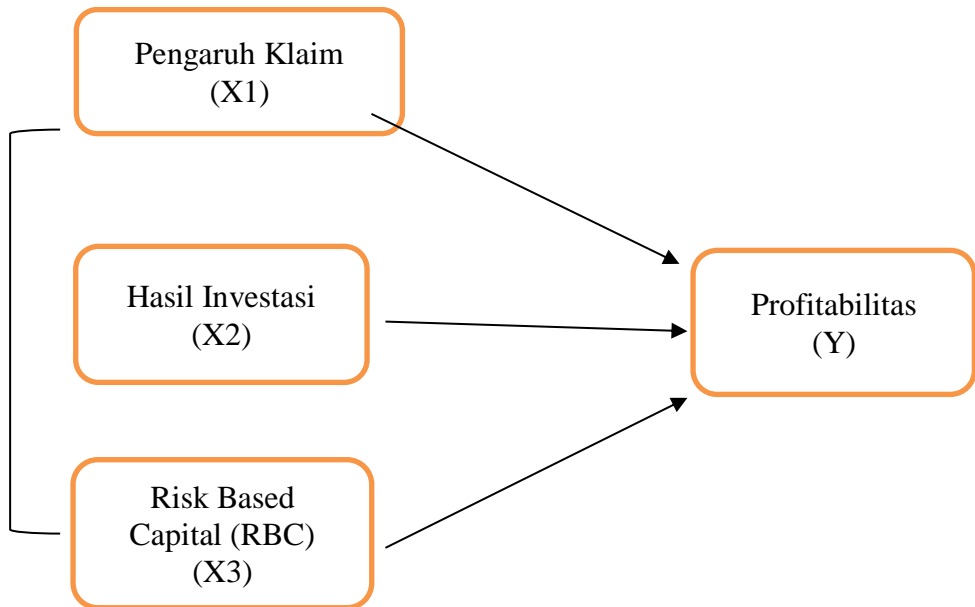 Pengaruh Klaim
(X1)
Hasil Investasi
(X2)
Risk Based
Capital (RBC)
(X3)
Profitabilitas
(Y)